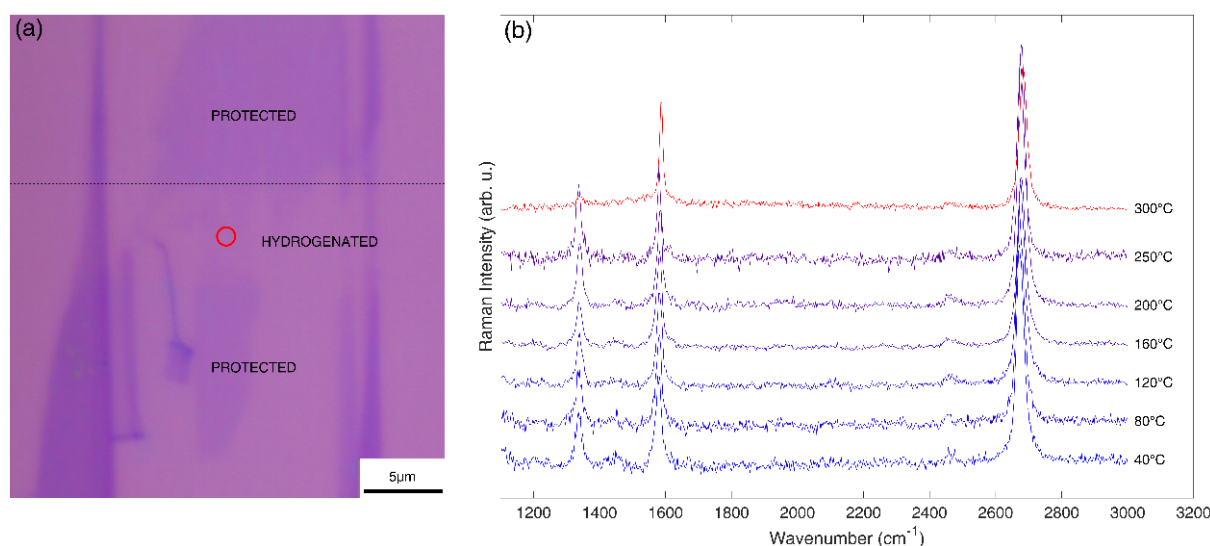 (a)
PROTECTED
HYDROGENATED
PROTECTED
5μm
(b)
Raman Intensity (arb. u.)
300°C
250°C
200°C
160°C
120°C
80°C
40°C
1200 1400 1600 1800 2000 2200 2400 2600 2800 3000 3200
Wavenumber (cm⁻¹)